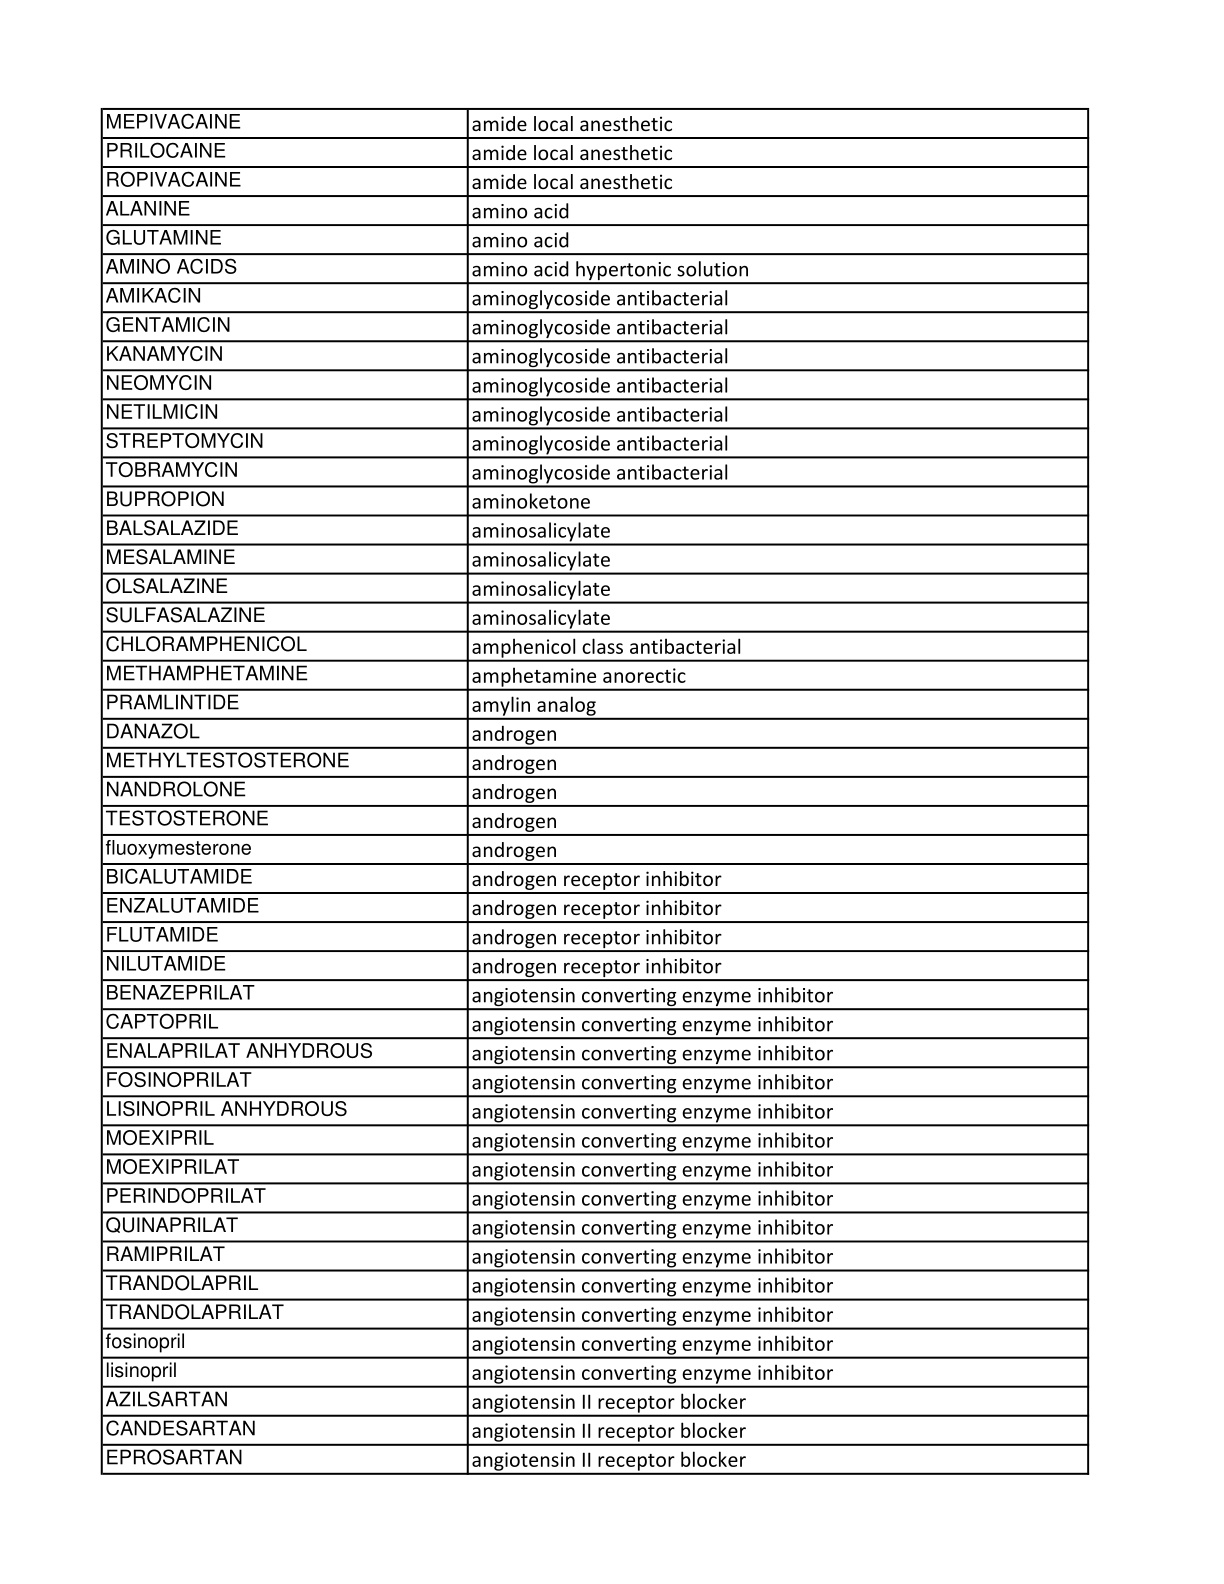 MEPIVACAINE amide local anesthetic
PRILOCAINE amide local anesthetic
ROPIVACAINE amide local anesthetic
ALANINE amino acid
GLUTAMINE amino acid
AMINO ACIDS amino acid hypertonic solution
AMIKACIN aminoglycoside antibacterial
GENTAMICIN aminoglycoside antibacterial
KANAMYCIN aminoglycoside antibacterial
NEOMYCIN aminoglycoside antibacterial
NETILMICIN aminoglycoside antibacterial
STREPTOMYCIN aminoglycoside antibacterial
TOBRAMYCIN aminoglycoside antibacterial
BUPROPION aminoketone
BALSALAZIDE aminosalicylate
MESALAMINE aminosalicylate
OLSALAZINE aminosalicylate
SULFASALAZINE aminosalicylate
CHLORAMPHENICOL amphenicol class antibacterial
METHAMPHETAMINE amphetamine anorectic
PRAMLINTIDE amylin analog
DANAZOL androgen
METHYLTESTOSTERONE androgen
NANDROLONE androgen
TESTOSTERONE androgen
fluoxymesterone androgen
BICALUTAMIDE androgen receptor inhibitor
ENZALUTAMIDE androgen receptor inhibitor
FLUTAMIDE androgen receptor inhibitor
NILUTAMIDE androgen receptor inhibitor
BENAZEPRILAT angiotensin converting enzyme inhibitor
CAPTOPRIL angiotensin converting enzyme inhibitor
ENALAPRILAT ANHYDROUS angiotensin converting enzyme inhibitor
FOSINOPRILAT angiotensin converting enzyme inhibitor
LISINOPRIL ANHYDROUS angiotensin converting enzyme inhibitor
MOEXIPRIL angiotensin converting enzyme inhibitor
MOEXIPRILAT angiotensin converting enzyme inhibitor
PERINDOPRILAT angiotensin converting enzyme inhibitor
QUINAPRILAT angiotensin converting enzyme inhibitor
RAMIPRILAT angiotensin converting enzyme inhibitor
TRANDOLAPRIL angiotensin converting enzyme inhibitor
TRANDOLAPRILAT angiotensin converting enzyme inhibitor
fosinopril angiotensin converting enzyme inhibitor
lisinopril angiotensin converting enzyme inhibitor
AZILSARTAN angiotensin II receptor blocker
CANDESARTAN angiotensin II receptor blocker
EPROSARTAN angiotensin II receptor blocker